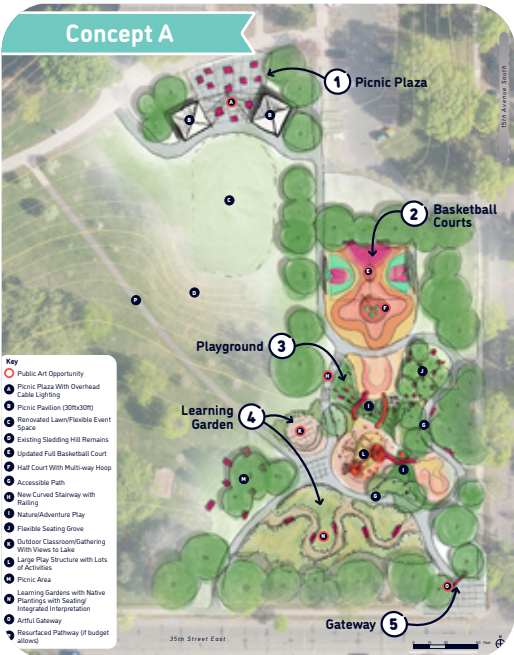 Concept A
1 Picnic Plaza
15th Avenue South
A
B
B
C
2 Basketball
Courts
E
F
D
P
3
Playground
H
J
I
4
Learning
Garden
K
G
L
I
M
G
N
O
5
Gateway
35th Street East
Key
Public Art Opportunity
A Picnic Plaza With Overhead
Cable Lighting
B Picnic Pavilion (30ftx30ft)
C Renovated Lawn/Flexible Event
Space
D Existing Sledding Hill Remains
E Updated Full Basketball Court
F Half Court With Multi-way Hoop
G Accessible Path
H New Curved Stairway with
Railing
I Nature/Adventure Play
J Flexible Seating Grove
K Outdoor Classroom/Gathering
With Views to Lake
L Large Play Structure with Lots
of Activities
M Picnic Area
N Learning Gardens with Native
Plantings with Seating/
Integrated Interpretation
O Artful Gateway
P Resurfaced Pathway (if budget
allows)